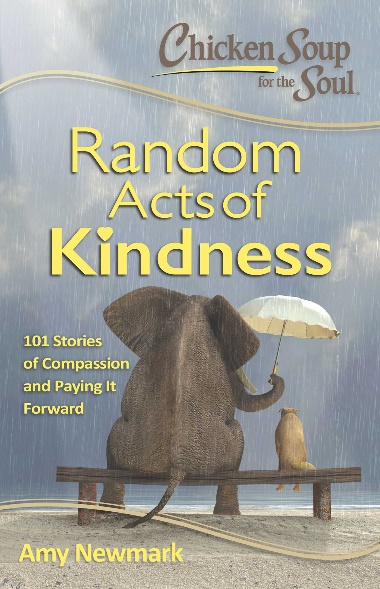 Chicken Soup
for the Soul
Random
Acts of
Kindness
101 Stories
of Compassion
and Paying It
Forward
Amy Newmark